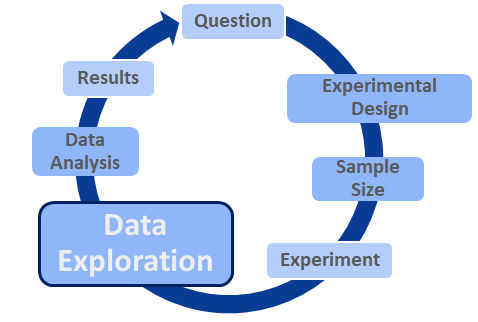 Question
Experimental
Design
Sample
Size
Experiment
Data
Exploration
Data
Analysis
Results